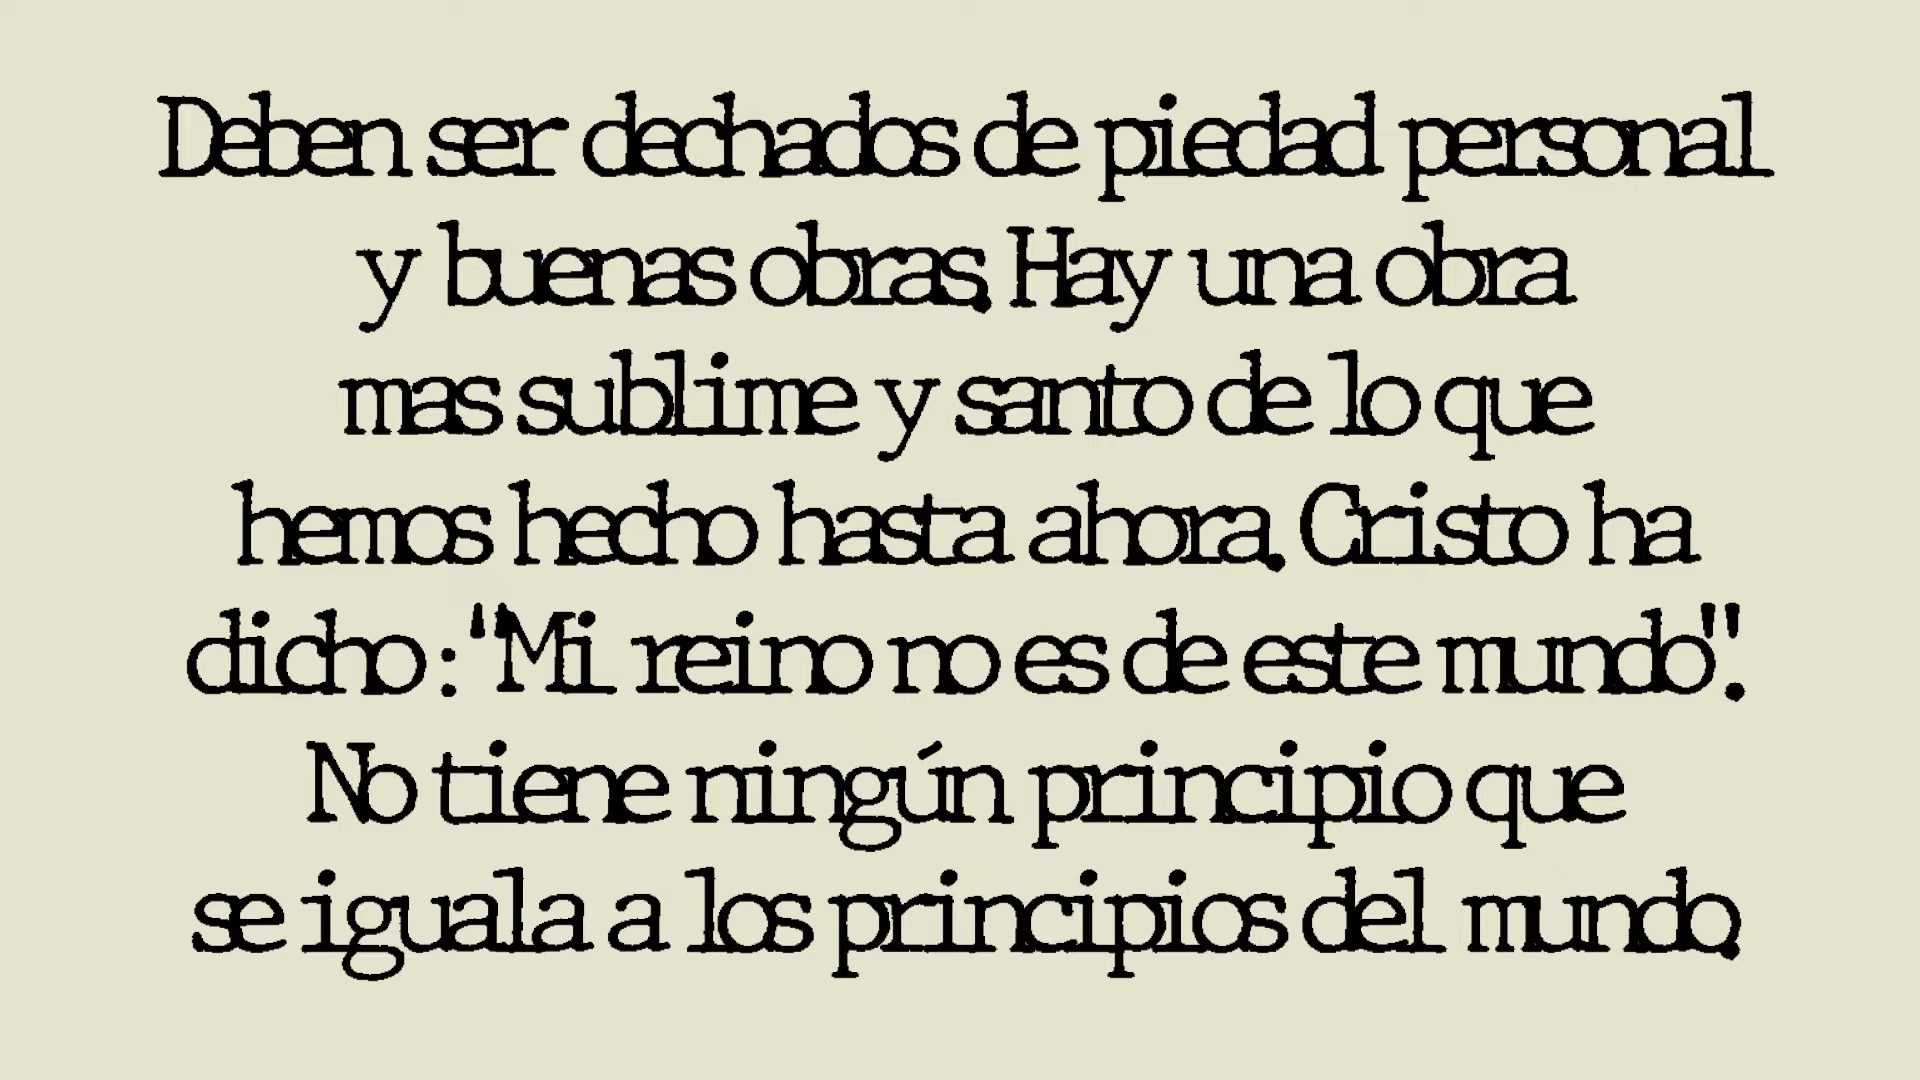 Deben ser dechados de piedad personal
y buenas obras. Hay una obra
mas sublime y santo de lo que
hemos hecho hasta ahora. Cristo ha
dicho: "Mi reino no es de este mundo".
No tiene ningún principio que
se iguala a los principios del mundo.